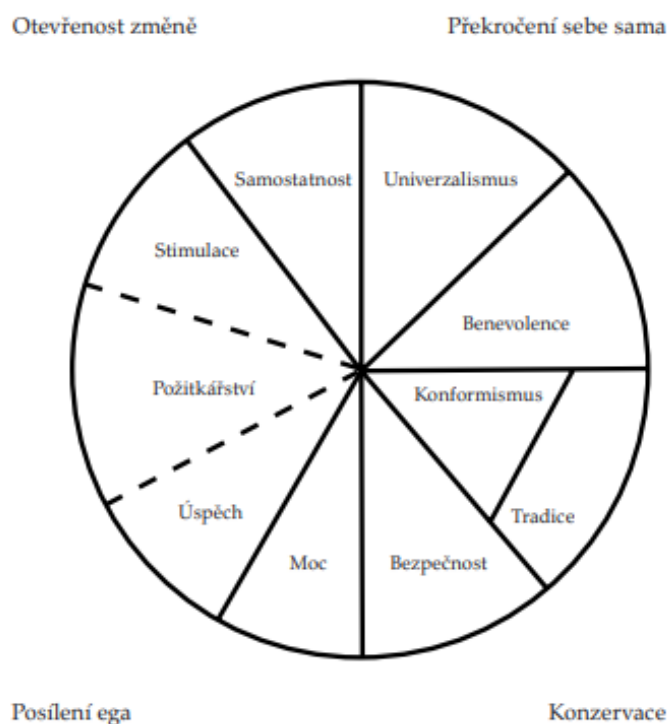 Otevřenost změně
Překročení sebe sama
Samostatnost
Univerzalismus
Stimulace
Benevolence
Požitkářství
Konformismus
Úspěch
Tradice
Moc
Bezpečnost
Posílení ega
Konzervace